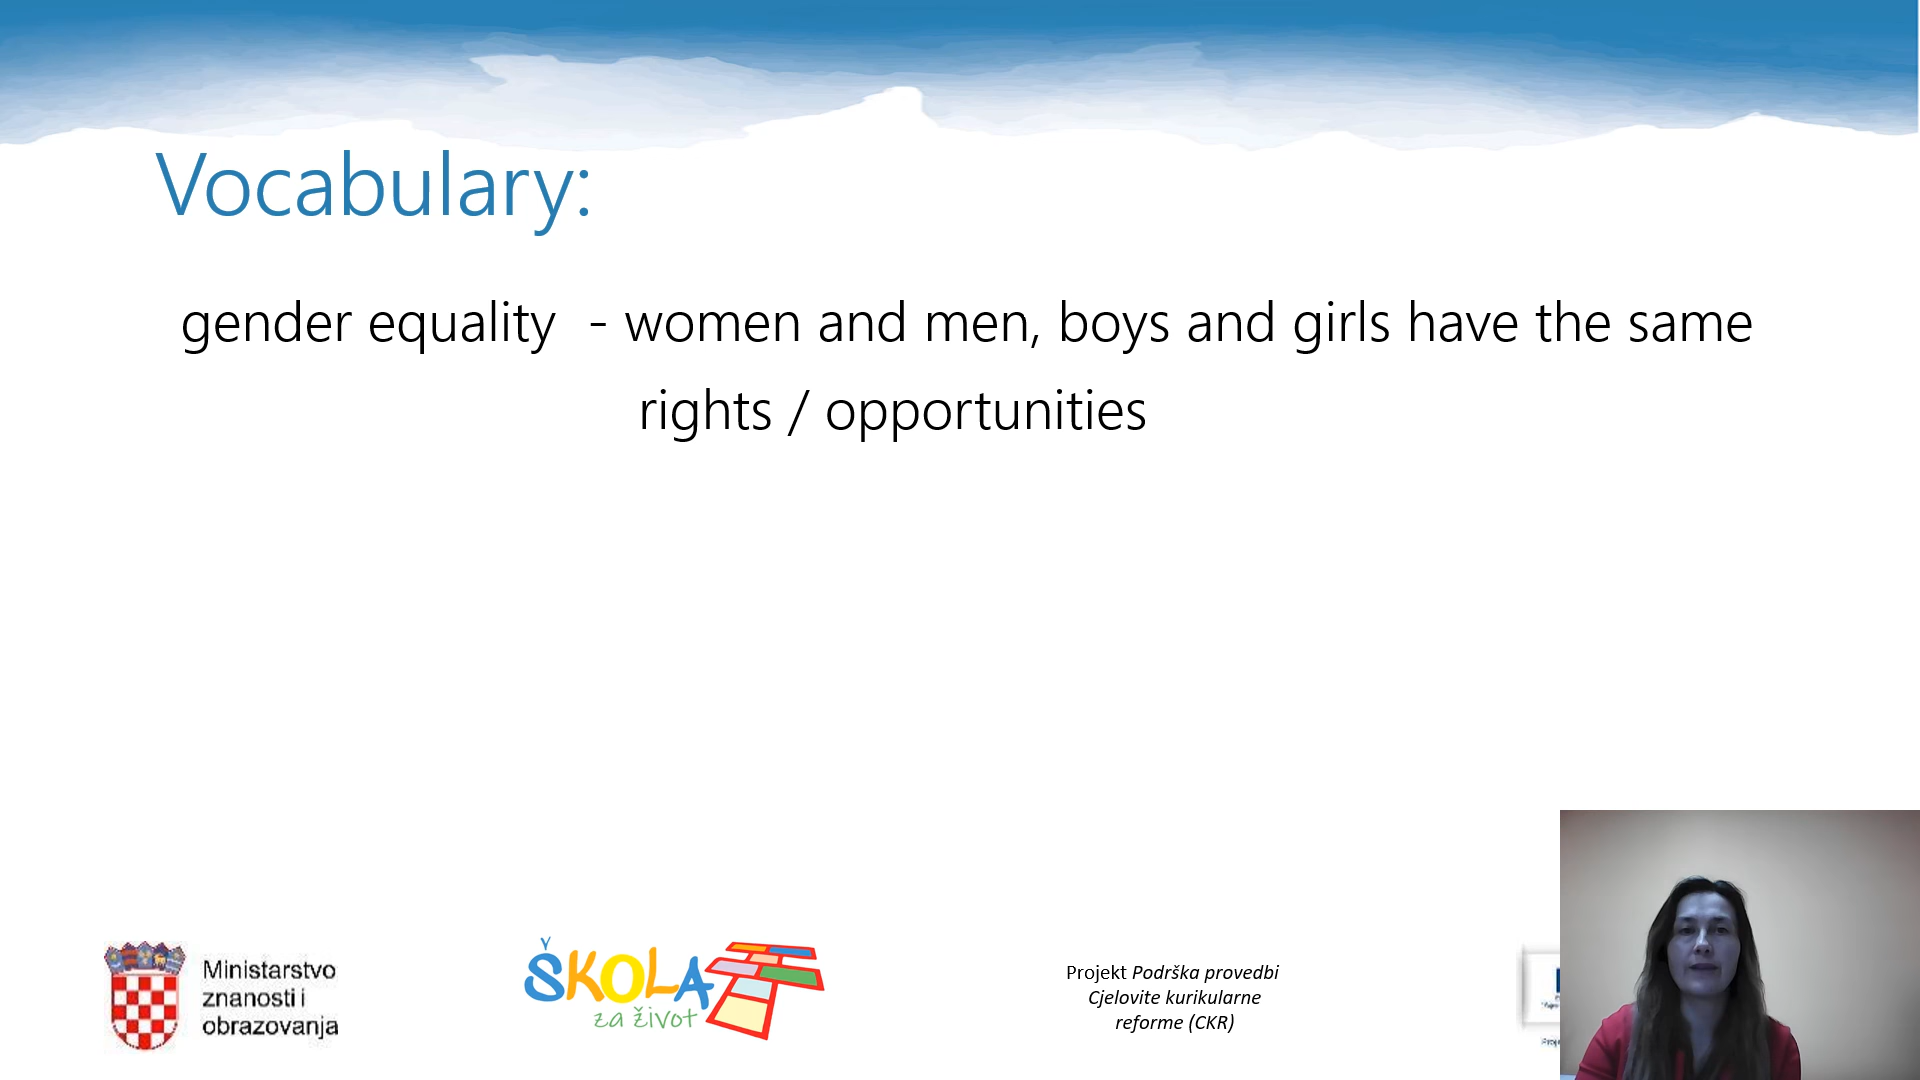 Vocabulary:
gender equality - women and men, boys and girls have the same
rights / opportunities
Ministarstvo
znanosti i
obrazovanja
ŠKOLA
za život
Projekt Podrška provedbi
Cjelovite kurikularne
reforme (CKR)